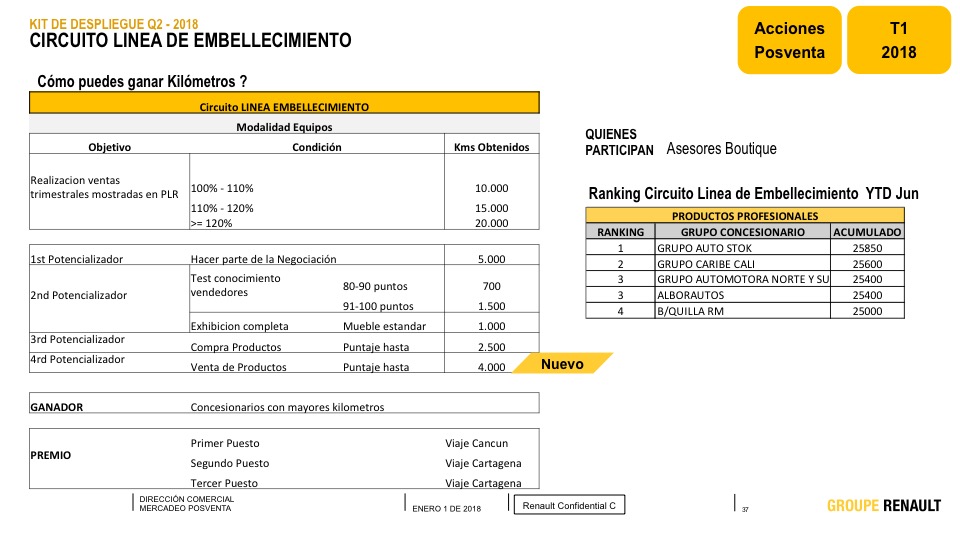 KIT DE DESPLIEGUE Q2 - 2018
CIRCUITO LINEA DE EMBELLECIMIENTO
Acciones
Posventa
T1
2018
Cómo puedes ganar Kilómetros ?
Circuito LINEA EMBELLECIMIENTO
Modalidad Equipos
Objetivo Condición Kms Obtenidos
Realizacion ventas
trimestrales mostradas en PLR
100% - 110% 10.000
110% - 120% 15.000
>= 120% 20.000
1st Potencializador Hacer parte de la Negociación 5.000
2nd Potencializador
Test conocimiento
vendedores
80-90 puntos 700
91-100 puntos 1.500
Exhibicion completa Mueble estandar 1.000
3rd Potencializador
Compra Productos Puntaje hasta 2.500
4rd Potencializador
Venta de Productos Puntaje hasta 4.000
Nuevo
GANADOR Concesionarios con mayores kilometros
PREMIO
Primer Puesto Viaje Cancun
Segundo Puesto Viaje Cartagena
Tercer Puesto Viaje Cartagena
QUIENES
PARTICIPAN Asesores Boutique
Ranking Circuito Linea de Embellecimiento YTD Jun
PRODUCTOS PROFESIONALES
RANKING GRUPO CONCESIONARIO ACUMULADO
1 GRUPO AUTO STOK 25850
2 GRUPO CARIBE CALI 25600
3 GRUPO AUTOMOTORA NORTE Y SU 25400
3 ALBORAUTOS 25400
4 B/QUILLA RM 25000
DIRECCIÓN COMERCIAL
MERCADEO POSVENTA
ENERO 1 DE 2018
Renault Confidential C
37
GROUPE RENAULT